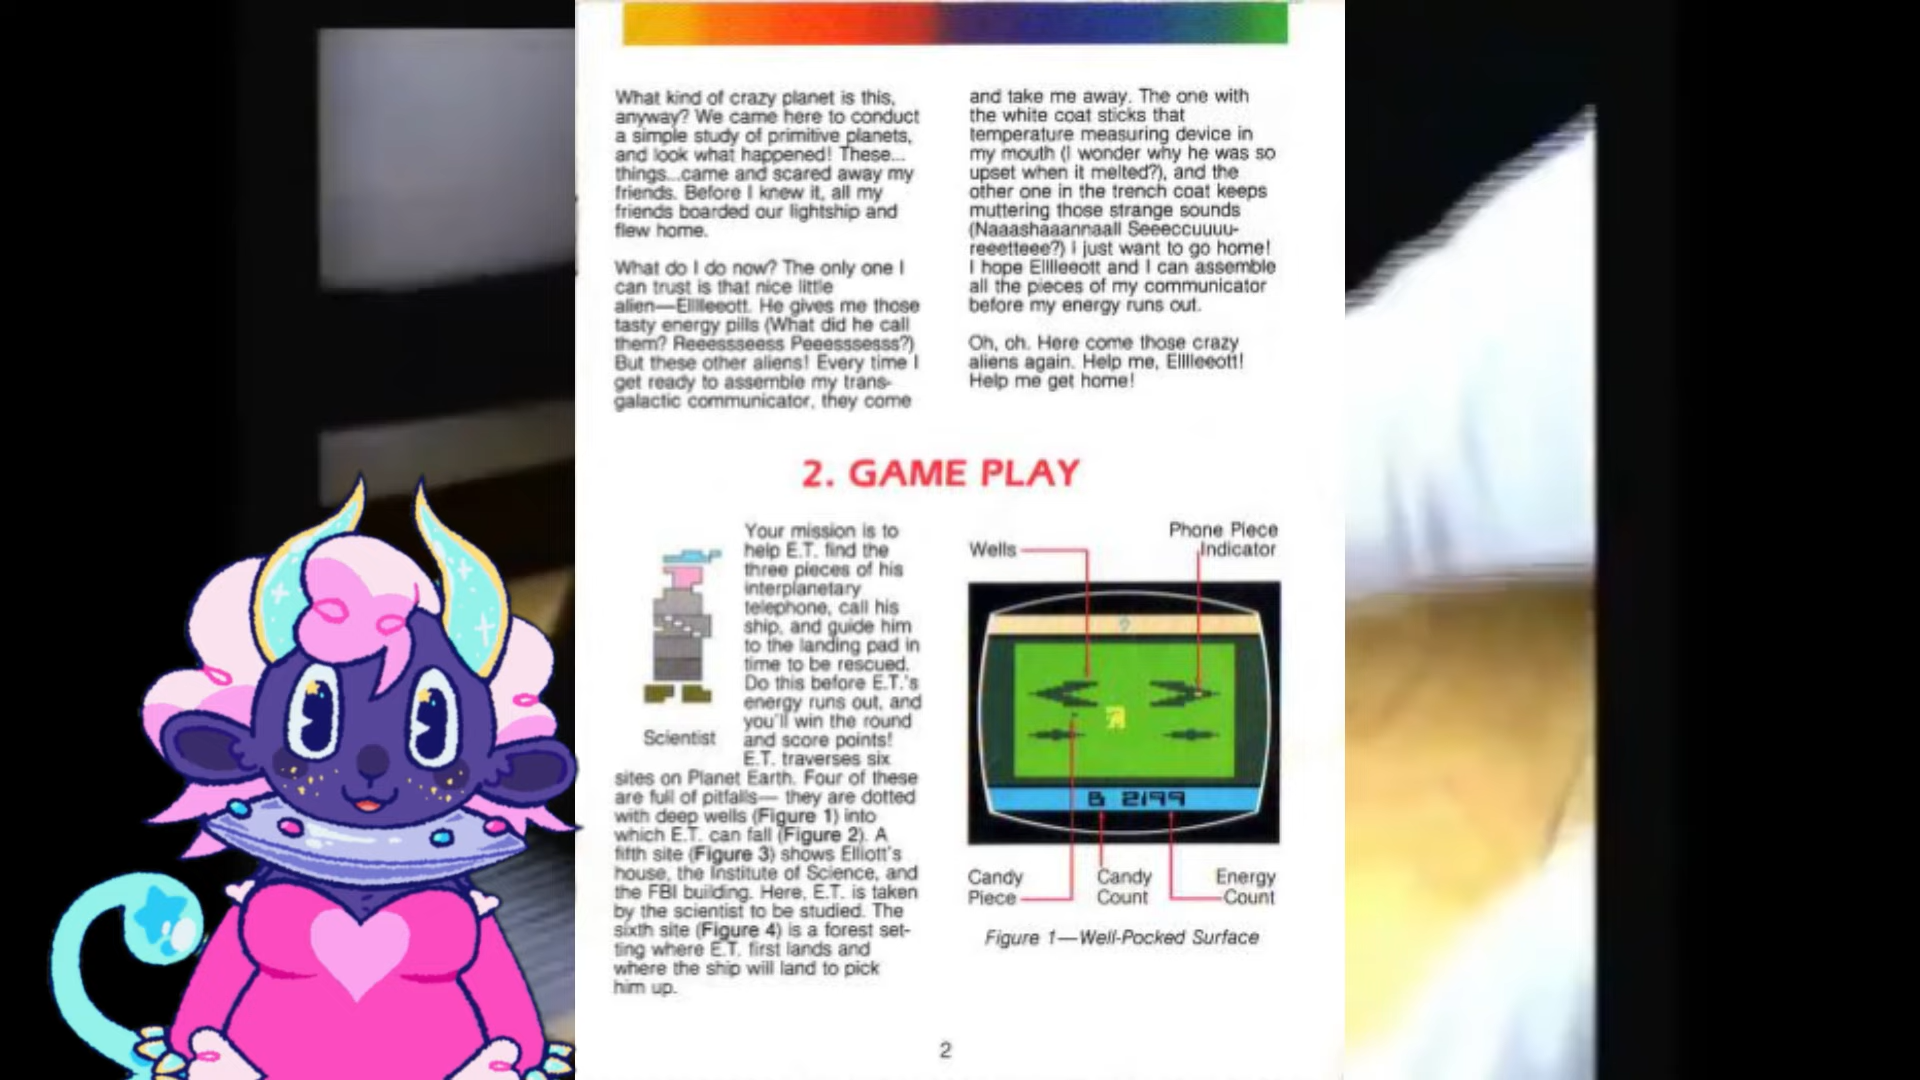 What kind of crazy planet is this,
anyway? We came here to conduct
a simple study of primitive planets,
and look what happened! These...
things...came and scared away my
friends. Before I knew it, all my
friends boarded our lightship and
flew home.
What do I do now? The only one I
can trust is that nice little
alien—Elllleeott. He gives me those
tasty energy pills (What did he call
them? Reeessseess Peeesssesss?)
But these other aliens! Every time I
get ready to assemble my trans-
galactic communicator, they come
and take me away. The one with
the white coat sticks that
temperature measuring device in
my mouth (I wonder why he was so
upset when it melted?), and the
other one in the trench coat keeps
muttering those strange sounds
(Naaashaaannaall Seeeccuuuu-
reeetteee?) I just want to go home!
I hope Elllleeott and I can assemble
all the pieces of my communicator
before my energy runs out.
Oh, oh. Here come those crazy
aliens again. Help me, Elllleeott!
Help me get home!
2. GAME PLAY
Your mission is to
help E.T. find the
three pieces of his
interplanetary
telephone, call his
ship, and guide him
to the landing pad in
time to be rescued.
Do this before E.T.'s
energy runs out, and
you'll win the round
and score points!
E.T. traverses six
Scientist
sites on Planet Earth. Four of these
are full of pitfalls— they are dotted
with deep wells (Figure 1) into
which E.T. can fall (Figure 2). A
fifth site (Figure 3) shows Elliott's
house, the Institute of Science, and
the FBI building. Here, E.T. is taken
by the scientist to be studied. The
sixth site (Figure 4) is a forest set-
ting where E.T. first lands and
where the ship will land to pick
him up.
Wells
Phone Piece
Indicator
8 2199
Candy
Piece
Candy
Count
Energy
Count
Figure 1—Well-Pocked Surface
2